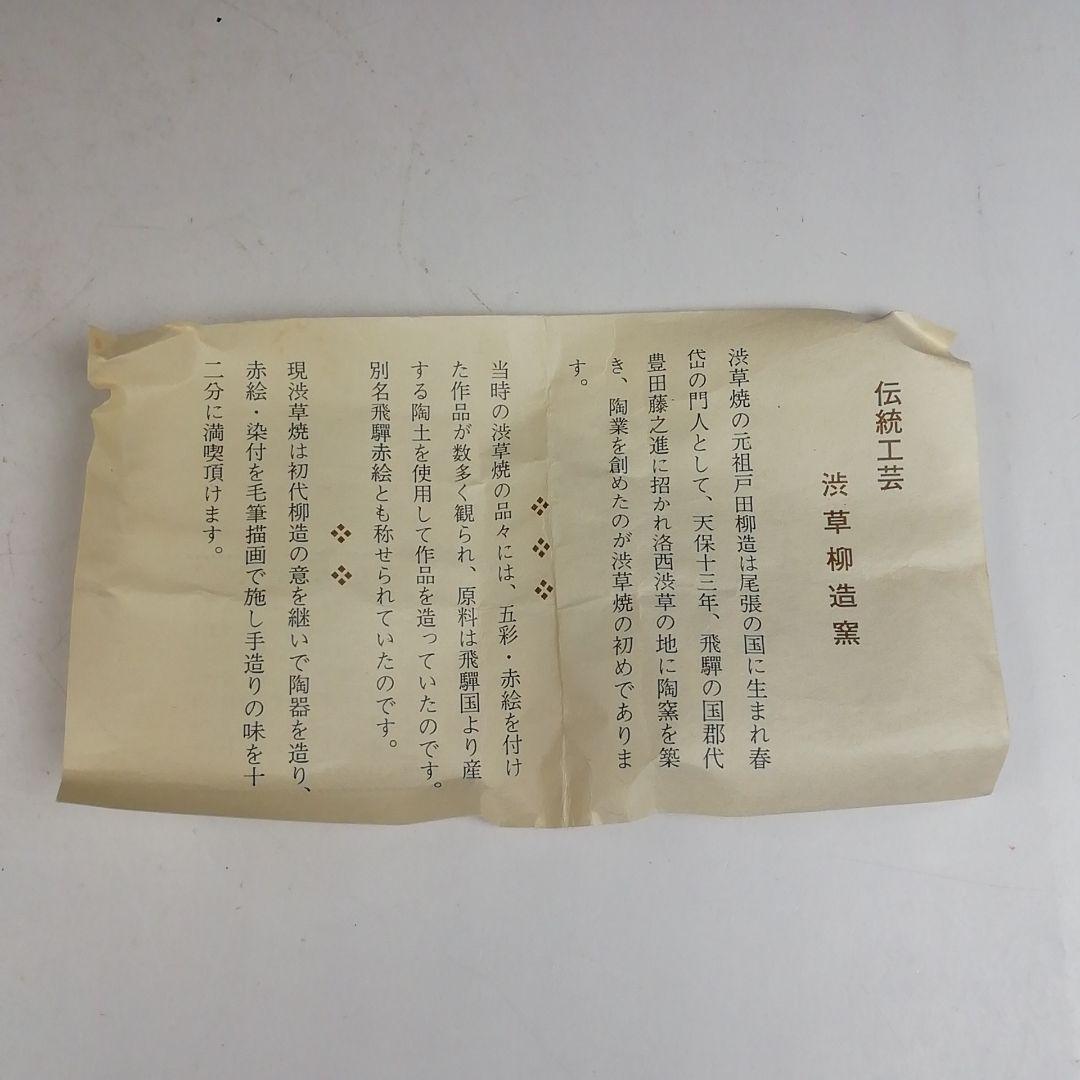 伝統工芸
渋草柳造窯
渋草焼の元祖戸田柳造は尾張の国に生まれ春
岱の門人として、天保十三年、飛驒の国郡代
豊田藤之進に招かれ洛西渋草の地に陶窯を築
き、陶業を創めたのが渋草焼の初めでありま
す。
当時の渋草焼の品々には、五彩・赤絵を付け
た作品が数多く観られ、原料は飛驒国より産
する陶土を使用して作品を造っていたのです。
別名飛驒赤絵とも称せられていたのです。
現渋草焼は初代柳造の意を継いで陶器を造り、
赤絵・染付を毛筆描画で施し手造りの味を十
二分に満喫頂けます。